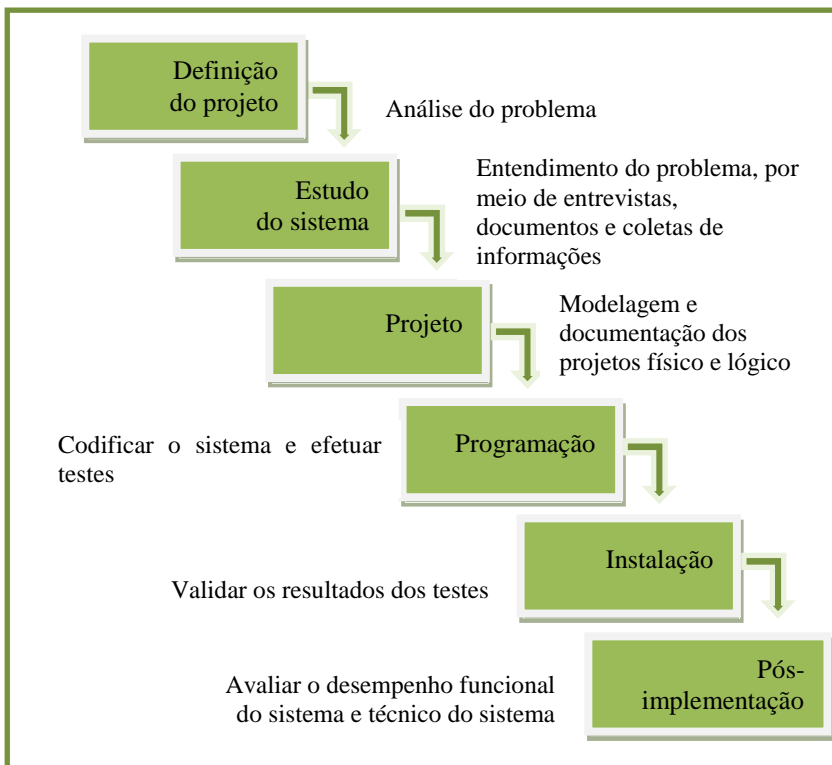 Definição
do projeto
Análise do problema
Estudo
do sistema
Entendimento do problema, por
meio de entrevistas,
documentos e coletas de
informações
Projeto
Modelagem e
documentação dos
projetos físico e lógico
Codificar o sistema e efetuar
testes
Programação
Instalação
Validar os resultados dos testes
Pós-
implementação
Avaliar o desempenho funcional
do sistema e técnico do sistema